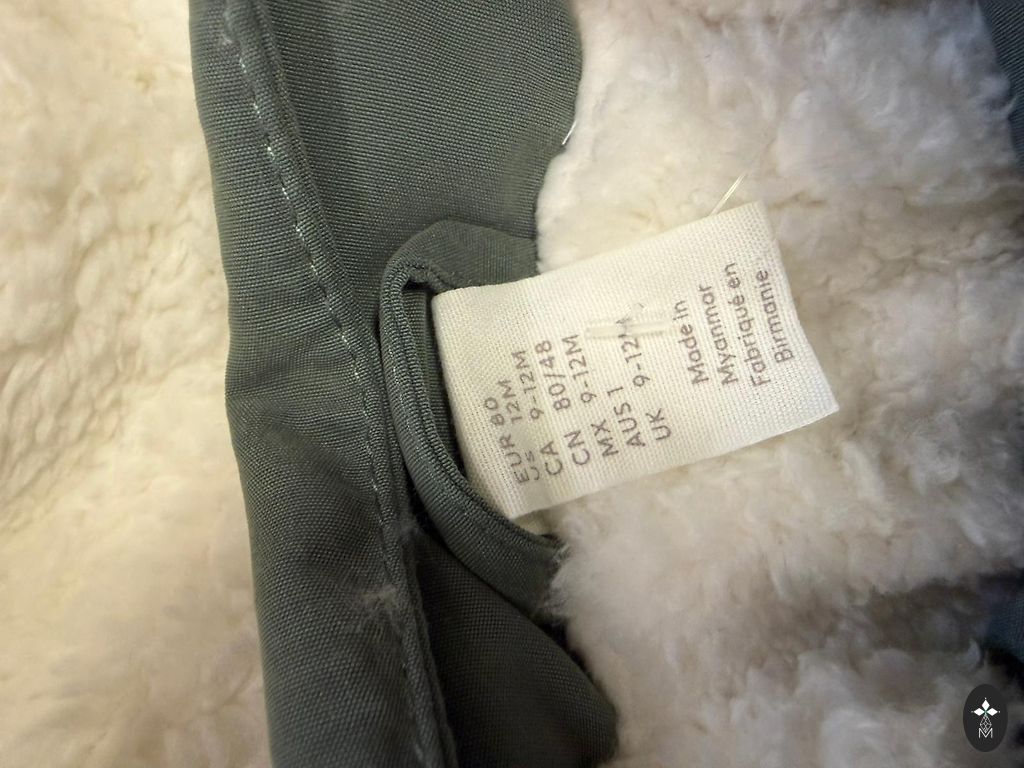 EUR 80
US 12M
CA 9-12M
CN 80/48
MX 9-12M
AUS 1
UK 9-12M
Made in
Myanmar
Fabriqué en
Birmanie
M